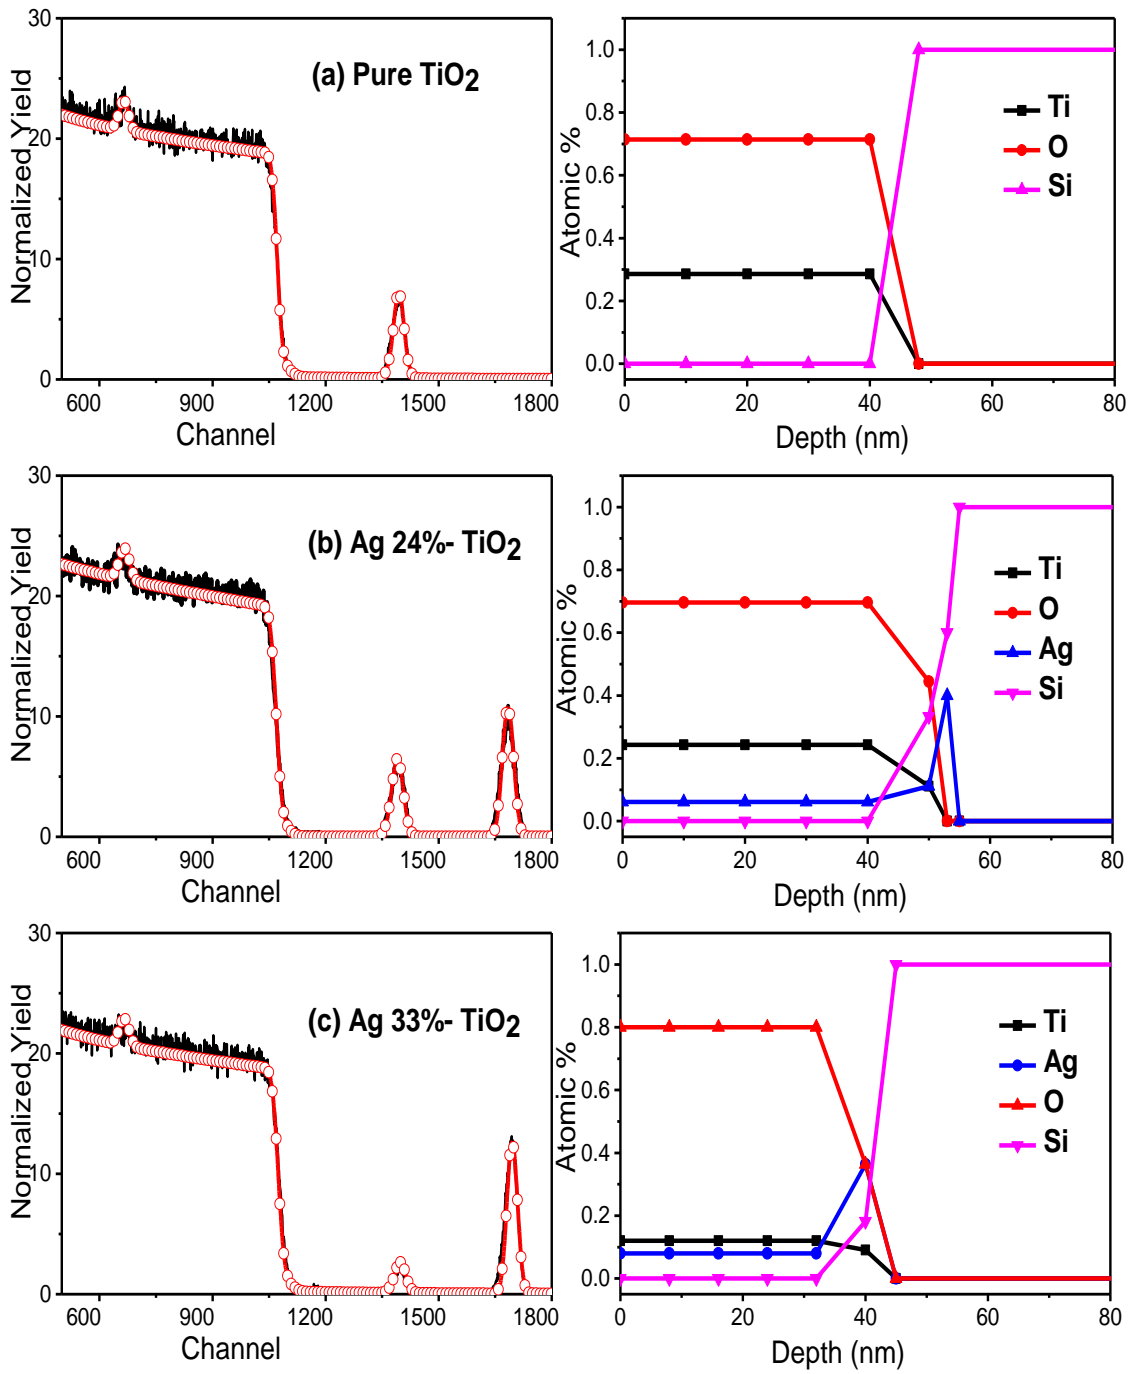 30
20
10
0
Normalized Yield
(a) Pure TiO2
600 900 1200 1500 1800
Channel
1.0
0.8
0.6
0.4
0.2
0.0
Atomic %
Ti
O
Si
0 20 40 60 80
Depth (nm)
30
20
10
0
Normalized Yield
(b) Ag 24%- TiO2
600 900 1200 1500 1800
Channel
1.0
0.8
0.6
0.4
0.2
0.0
Atomic %
Ti
O
Ag
Si
0 20 40 60 80
Depth (nm)
30
20
10
0
Normalized Yield
(c) Ag 33%- TiO2
600 900 1200 1500 1800
Channel
1.0
0.8
0.6
0.4
0.2
0.0
Atomic %
Ti
Ag
O
Si
0 20 40 60 80
Depth (nm)